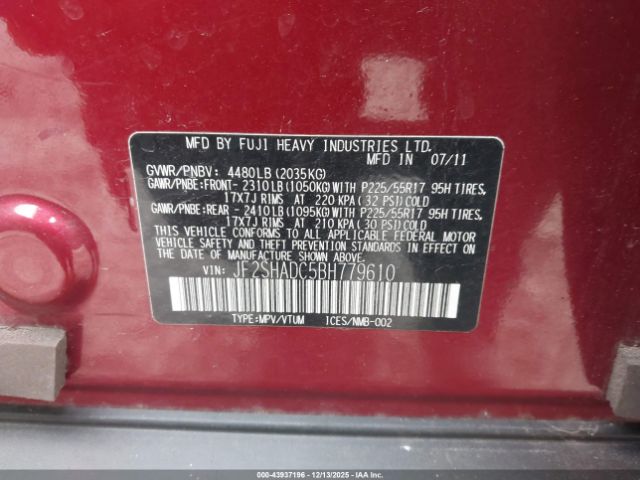 MFD BY FUJI HEAVY INDUSTRIES LTD.
MFD IN 07/11
GVWR/PNBV: 4480LB (2035KG)
GAWR/PNBE:FRONT- 2310LB(1050KG)WITH P225/55R17 95H TIRES,
17X7J RIMS AT 220 KPA(32 PSI)COLD
GAWR/PNBE:REAR - 2410LB(1095KG)WITH P225/55R17 95H TIRES,
17X7J RIMS AT 210 KPA(30 PSI)COLD
THIS VEHICLE CONFORMS TO ALL APPLICABLE FEDERAL MOTOR
VEHICLE SAFETY AND THEFT PREVENTION STANDARDS IN EFFECT
ON THE DATE OF MANUFACTURE SHOWN ABOVE.
VIN: JF2SHADC5BH779610
TYPE:MPV/VTUM ICES/NMB-002
000-43937196 - 12/13/2025 - COPART